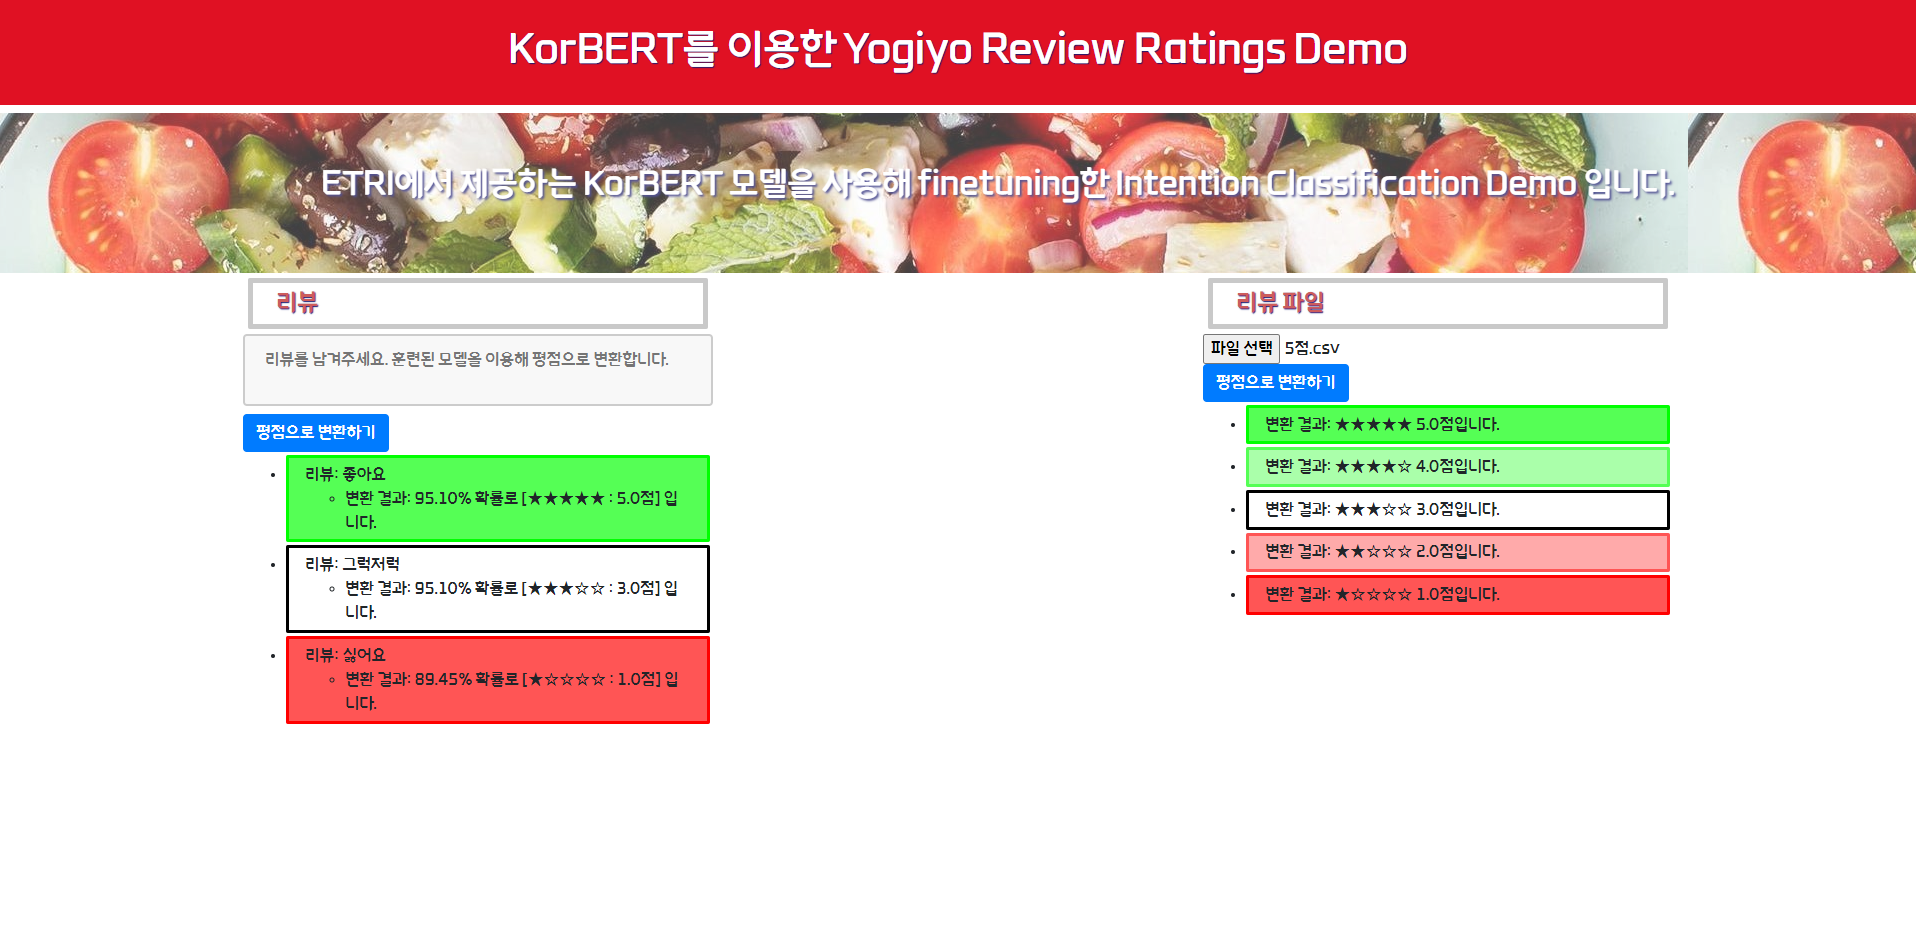 KorBERT를 이용한 Yogiyo Review Ratings Demo
ETRI에서 제공하는 KorBERT 모델을 사용해 finetuning한 Intention Classification Demo 입니다.
리뷰
리뷰를 남겨주세요. 훈련된 모델을 이용해 평점으로 변환합니다.
평점으로 변환하기
리뷰: 좋아요
변환 결과: 95.10% 확률로 [★★★★★ : 5.0점] 입
니다.
리뷰: 그럭저럭
변환 결과: 95.10% 확률로 [★★★☆☆ : 3.0점] 입
니다.
리뷰: 싫어요
변환 결과: 89.45% 확률로 [★☆☆☆☆ : 1.0점] 입
니다.
리뷰 파일
파일 선택 5점.csv
평점으로 변환하기
변환 결과: ★★★★★ 5.0점입니다.
변환 결과: ★★★★☆ 4.0점입니다.
변환 결과: ★★★☆☆ 3.0점입니다.
변환 결과: ★★☆☆☆ 2.0점입니다.
변환 결과: ★☆☆☆☆ 1.0점입니다.